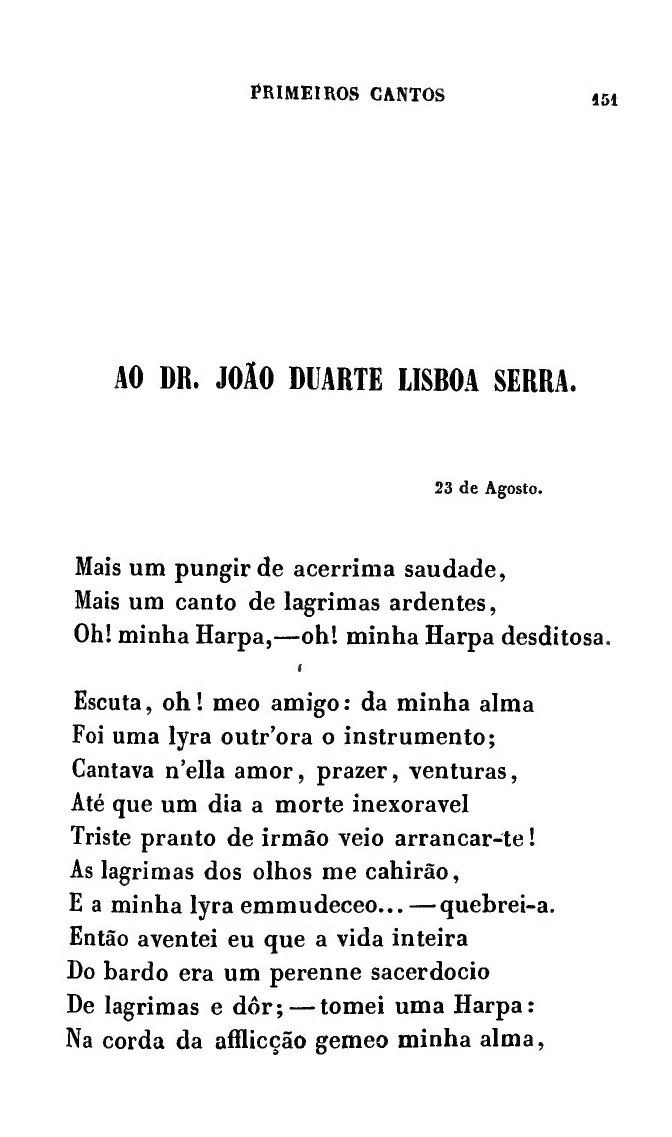 PRIMEIROS CANTOS 151
AO DR. JOÃO DUARTE LISBOA SERRA.
23 de Agosto.
Mais um pungir de acerrima saudade,
Mais um canto de lagrimas ardentes,
Oh! minha Harpa,—oh! minha Harpa desditosa.
Escuta, oh! meo amigo: da minha alma
Foi uma lyra outr'ora o instrumento;
Cantava n'ella amor, prazer, venturas,
Até que um dia a morte inexoravel
Triste pranto de irmão veio arrancar-te!
As lagrimas dos olhos me cahirão,
E a minha lyra emmudeceo... — quebrei-a.
Então aventei eu que a vida inteira
Do bardo era um perenne sacerdocio
De lagrimas e dôr; — tomei uma Harpa:
Na corda da afflicção gemeo minha alma,